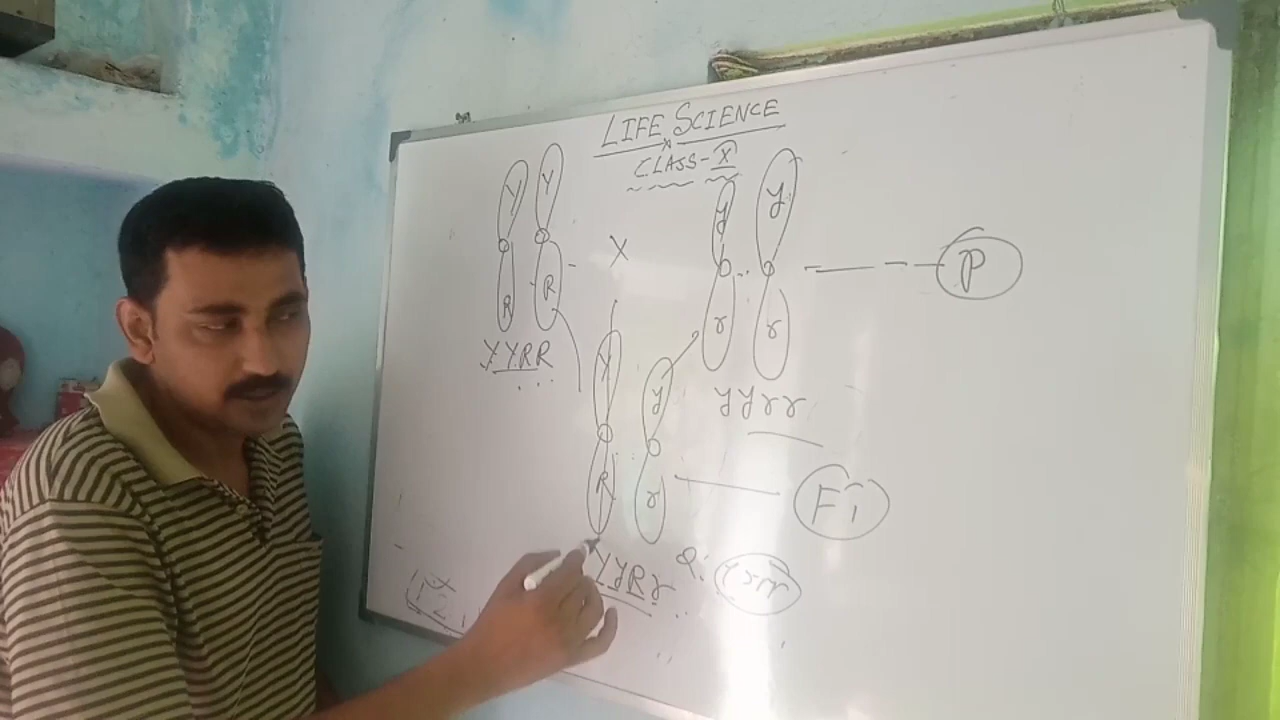 LIFE SCIENCE
CLASS-X
Y Y y y
X
P
R R r r
YYRR
Y y
yyrr
R r
F1
YyRr